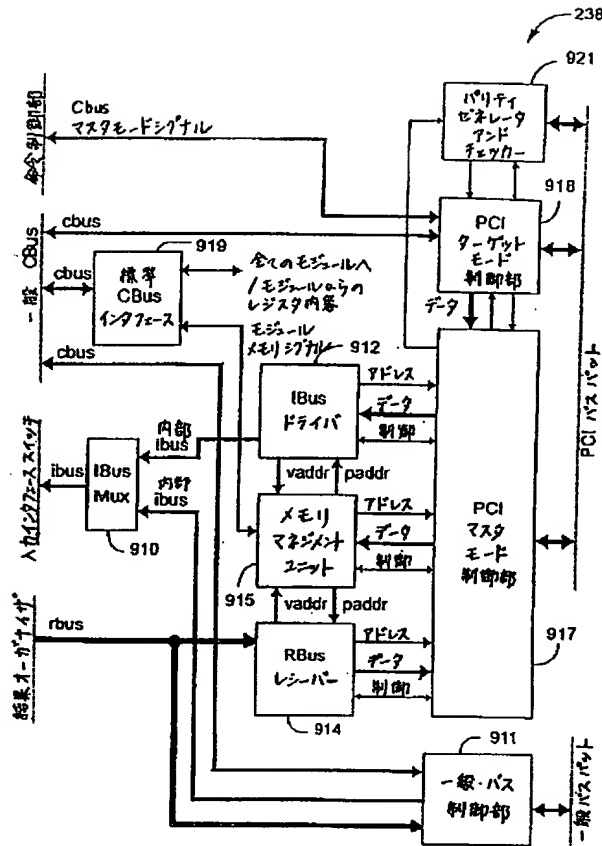 238
921
パリティ
ゼネレータ
アンド
チェッカー
Cbus
マスタモードシグナル
命令制御部
918
PCI
ターゲット
モード
制御部
cbus
一般 CBus
cbus
919
標準
CBus
インタフェース
全てのモジュールへ
/モジュールからの
レジスタ内容
モジュール
メモリシグナル
データ
cbus
912
IBus
ドライバ
アドレス
データ
制御
PCI バスパット
内部
ibus
ibus
IBus
Mux
内部
ibus
910
入力インタフェーススイッチ
vaddr
paddr
メモリ
マネジメント
ユニット
915
アドレス
データ
制御
PCI
マスタ
モード
制御部
917
vaddr
paddr
rbus
結果オーガナイザ
RBus
レシーバー
914
アドレス
データ
制御
911
一般・バス
制御部
一般バスパット